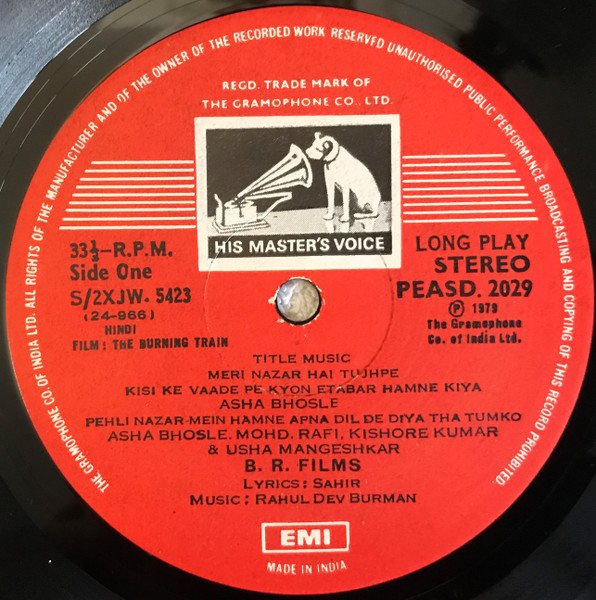 THE GRAMOPHONE CO. OF INDIA LTD. ALL RIGHTS OF THE MANUFACTURER AND OF THE OWNER OF THE RECORDED WORK RESERVED UNAUTHORISED PUBLIC PERFORMANCE BROADCASTING AND COPYING OF THIS RECORD PROHIBITED.
REGD. TRADE MARK OF
THE GRAMOPHONE CO., LTD.
HIS MASTER'S VOICE
33⅓-R.P.M.
Side One
S/2XJW. 5423
(24-966)
HINDI
FILM : THE BURNING TRAIN
LONG PLAY
STEREO
PEASD. 2029
Ⓟ 1979
The Gramophone
Co. of India Ltd.
TITLE MUSIC
MERI NAZAR HAI TUJHPE
KISI KE VAADE PE KYON ETABAR HAMNE KIYA
ASHA BHOSLE
PEHLI NAZAR MEIN HAMNE APNA DIL DE DIYA THA TUMKO
ASHA BHOSLE. MOHD. RAFI, KISHORE KUMAR
& USHA MANGESHKAR
B. R. FILMS
LYRICS : SAHIR
MUSIC : RAHUL DEV BURMAN
EMI
MADE IN INDIA